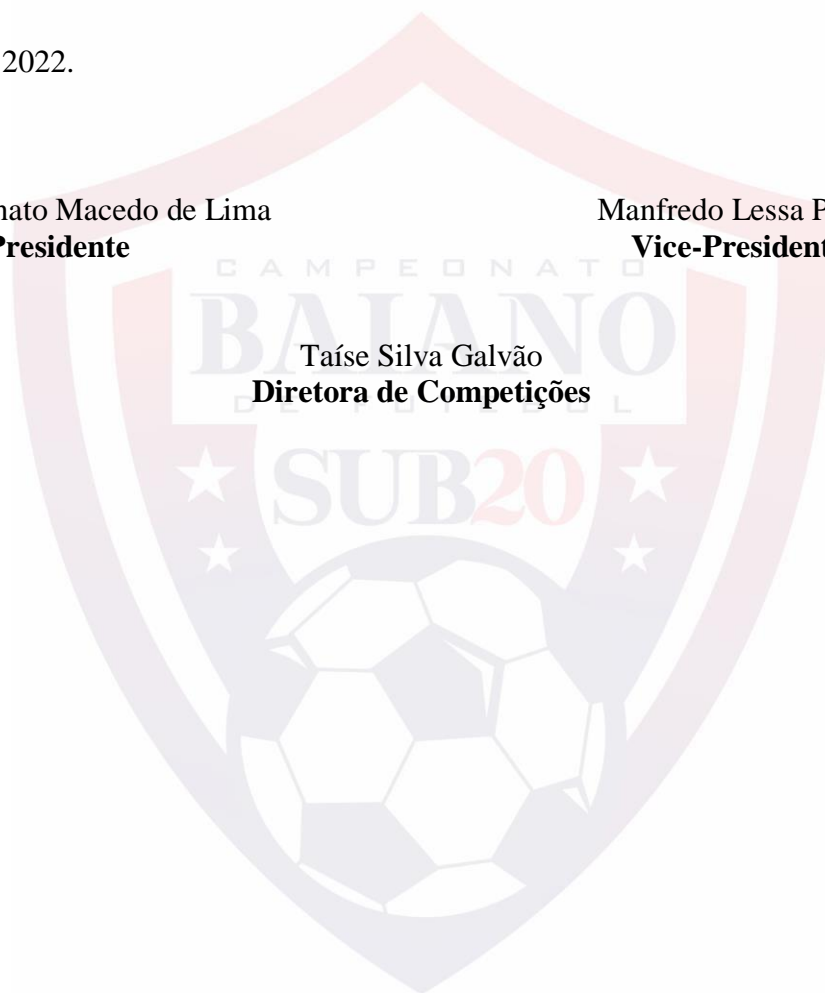 2022.
nato Macedo de Lima
Manfredo Lessa P
Presidente
Vice-President
CAMPEONATO
BAIANO
Taíse Silva Galvão
Diretora de Competições
DE FUTEBOL
SUB20